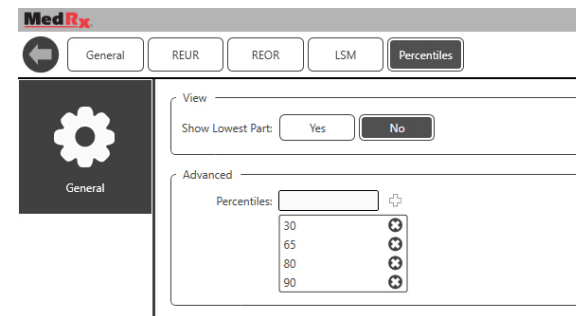 MedRx.
General REUR REOR LSM Percentiles
View
Show Lowest Part: Yes No
General
Advanced
Percentiles:
30
65
80
90